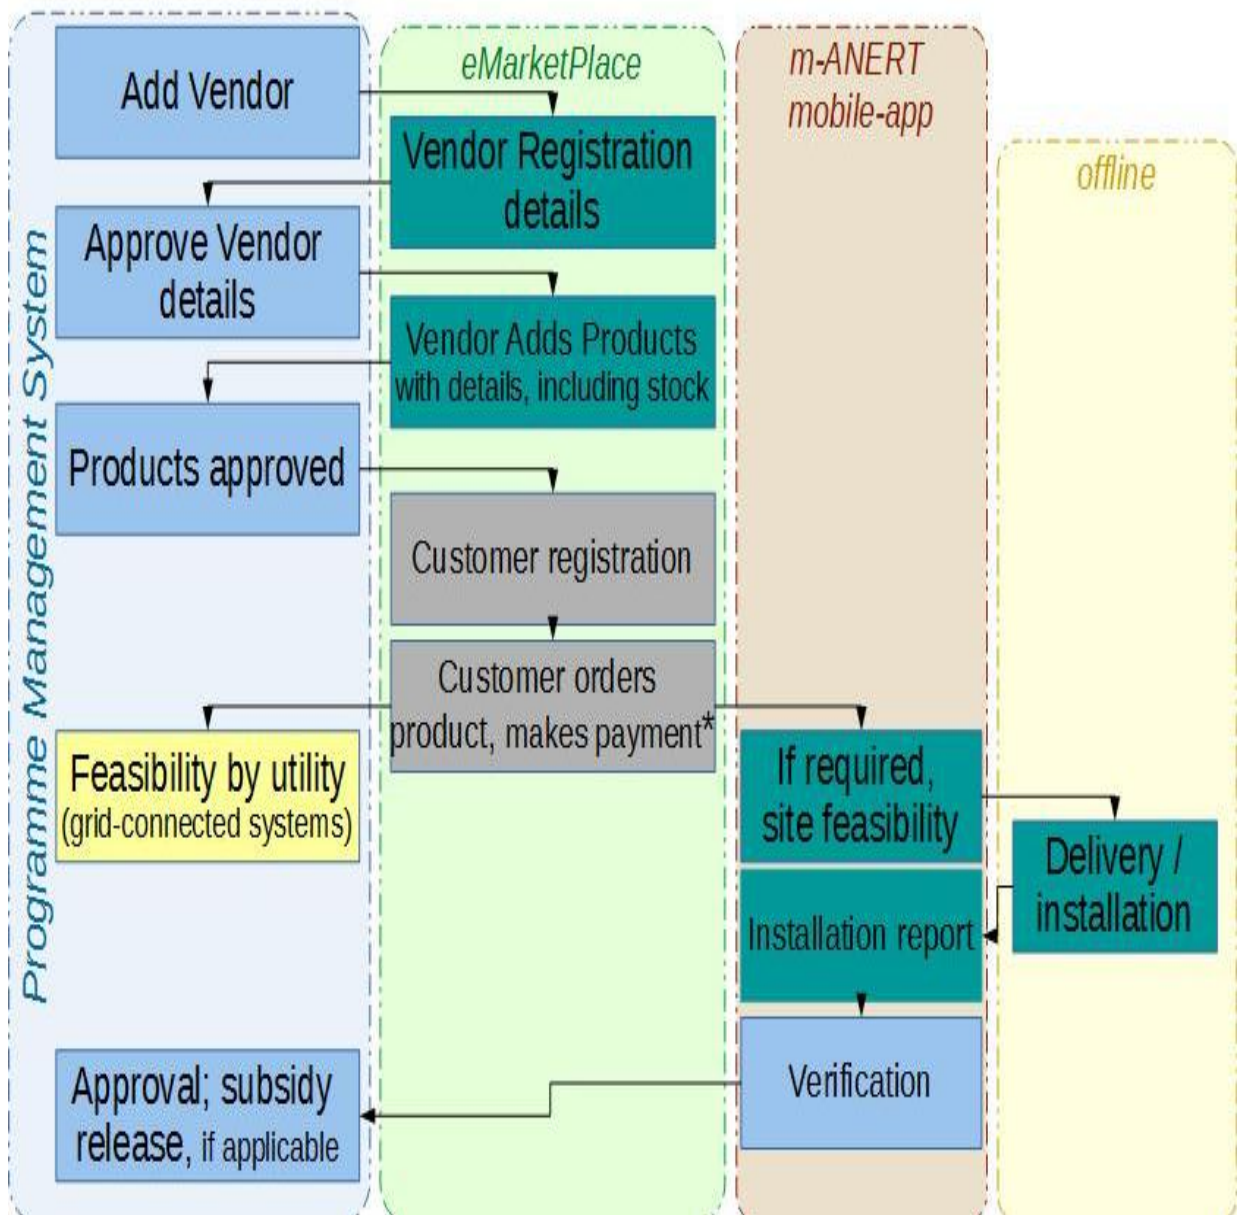 Programme Management System
Add Vendor
Approve Vendor
details
Products approved
Feasibility by utility
(grid-connected systems)
Approval; subsidy
release, if applicable
eMarketPlace
Vendor Registration
details
Vendor Adds Products
with details, including stock
Customer registration
Customer orders
product, makes payment*
m-ANERT
mobile-app
If required,
site feasibility
Installation report
Verification
offline
Delivery /
installation